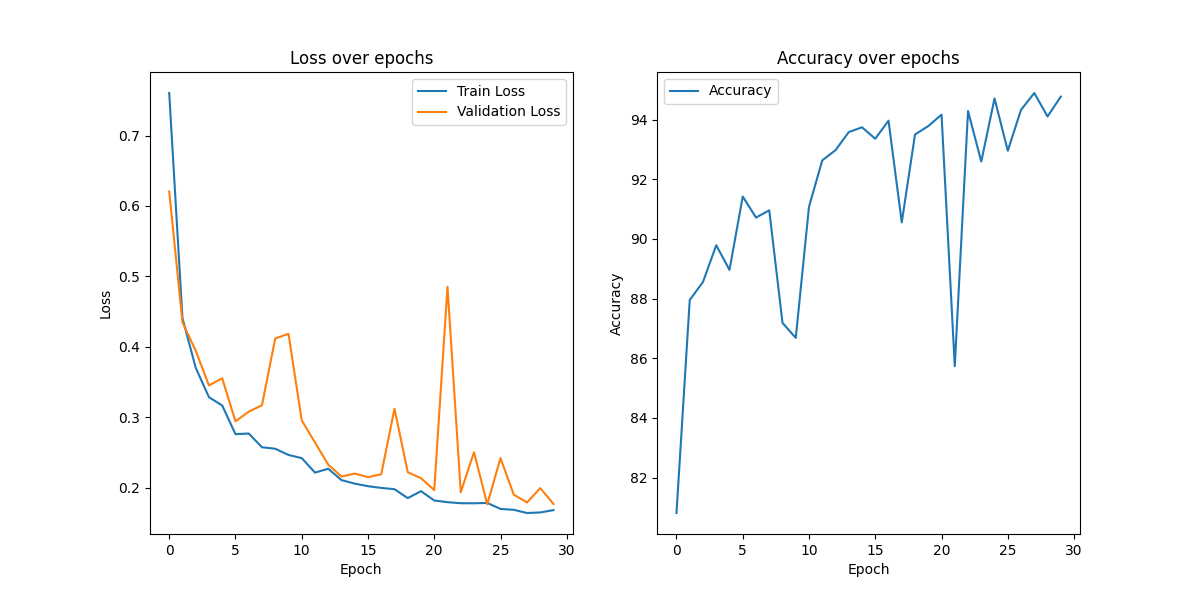 Loss over epochs
Train Loss
Validation Loss
0.7
0.6
0.5
0.4
0.3
0.2
Loss
0 5 10 15 20 25 30
Epoch
Accuracy over epochs
Accuracy
94
92
90
88
86
84
82
Accuracy
0 5 10 15 20 25 30
Epoch